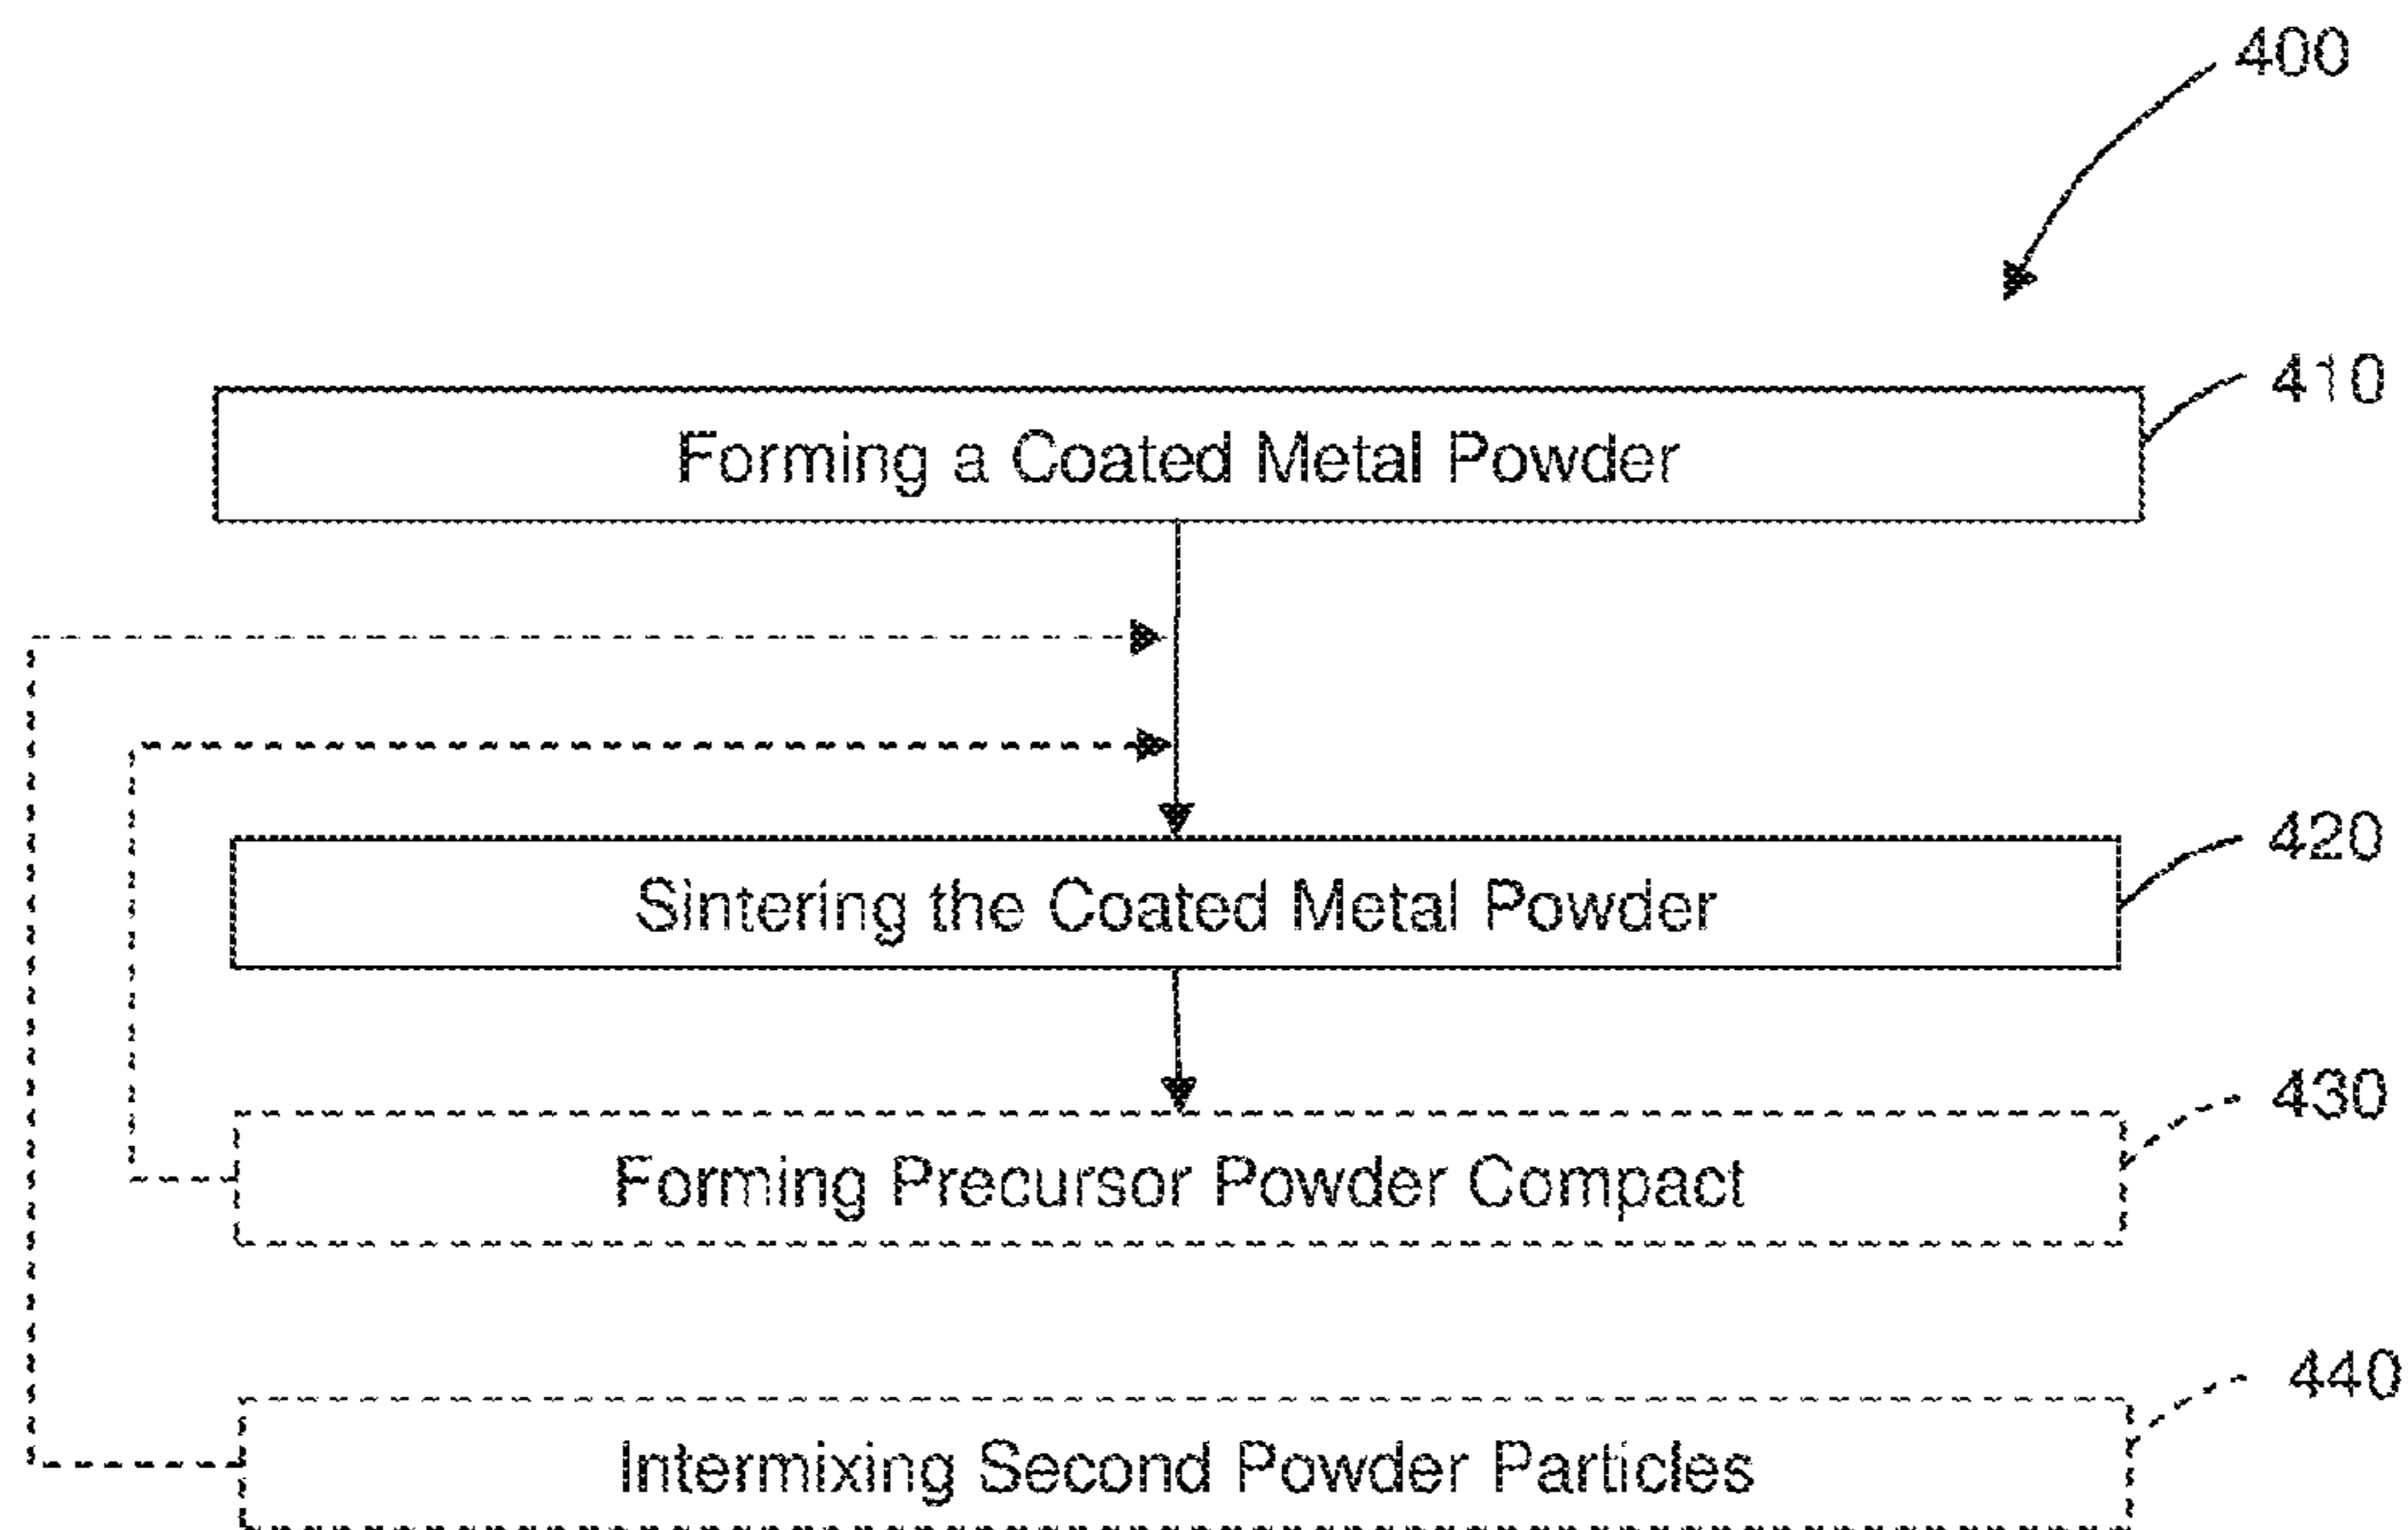 400
410
Forming a Coated Metal Powder
420
Sintering the Coated Metal Powder
430
Forming Precursor Powder Compact
440
Intermixing Second Powder Particles